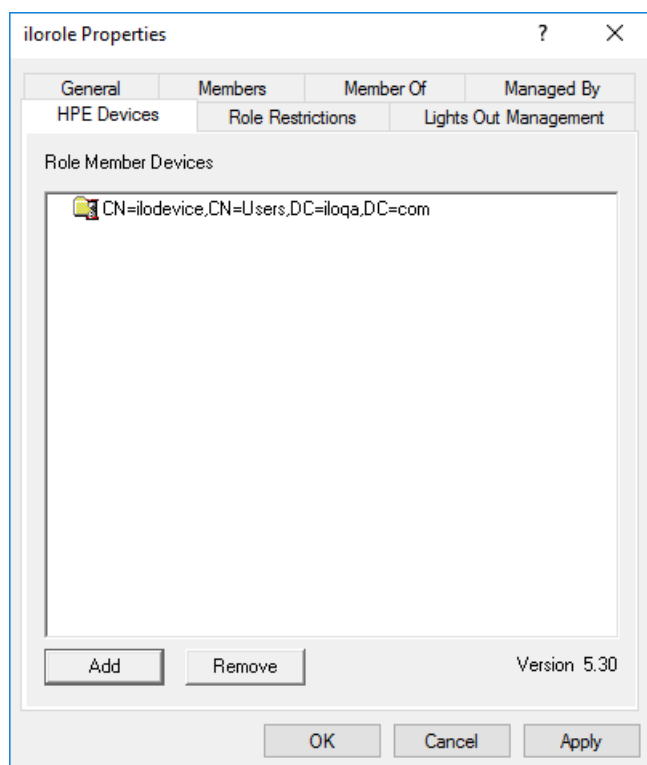 ilorole Properties ? ×
General Members Member Of Managed By
HPE Devices Role Restrictions Lights Out Management
Role Member Devices
CN=ilodevice,CN=Users,DC=iloqa,DC=com
Add Remove Version 5.30
OK Cancel Apply